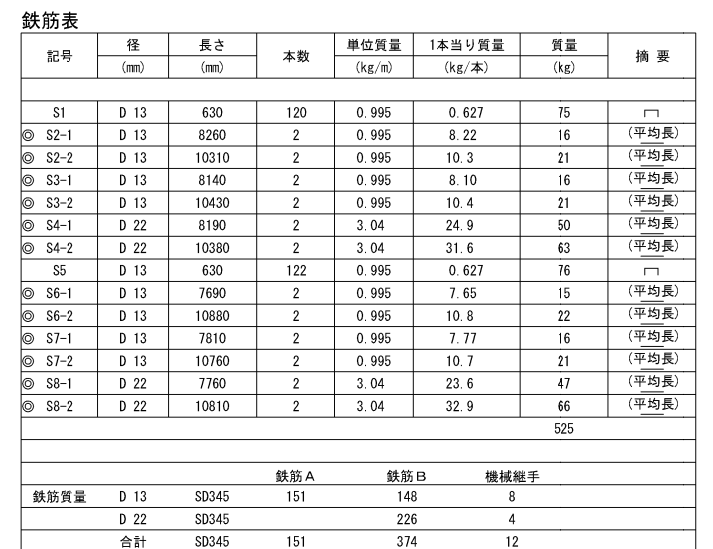 鉄筋表
記号 径 長さ 本数 単位質量 1本当り質量 質量 摘 要
(mm) (mm) (kg/m) (kg/本) (kg)
S1 D 13 630 120 0.995 0.627 75
◎ S2-1 D 13 8260 2 0.995 8.22 16 (平均長)
◎ S2-2 D 13 10310 2 0.995 10.3 21 (平均長)
◎ S3-1 D 13 8140 2 0.995 8.10 16 (平均長)
◎ S3-2 D 13 10430 2 0.995 10.4 21 (平均長)
◎ S4-1 D 22 8190 2 3.04 24.9 50 (平均長)
◎ S4-2 D 22 10380 2 3.04 31.6 63 (平均長)
S5 D 13 630 122 0.995 0.627 76
◎ S6-1 D 13 7690 2 0.995 7.65 15 (平均長)
◎ S6-2 D 13 10880 2 0.995 10.8 22 (平均長)
◎ S7-1 D 13 7810 2 0.995 7.77 16 (平均長)
◎ S7-2 D 13 10760 2 0.995 10.7 21 (平均長)
◎ S8-1 D 22 7760 2 3.04 23.6 47 (平均長)
◎ S8-2 D 22 10810 2 3.04 32.9 66 (平均長)
525
鉄筋A 鉄筋B 機械継手
鉄筋質量 D 13 SD345 151 148 8
D 22 SD345 226 4
合計 SD345 151 374 12